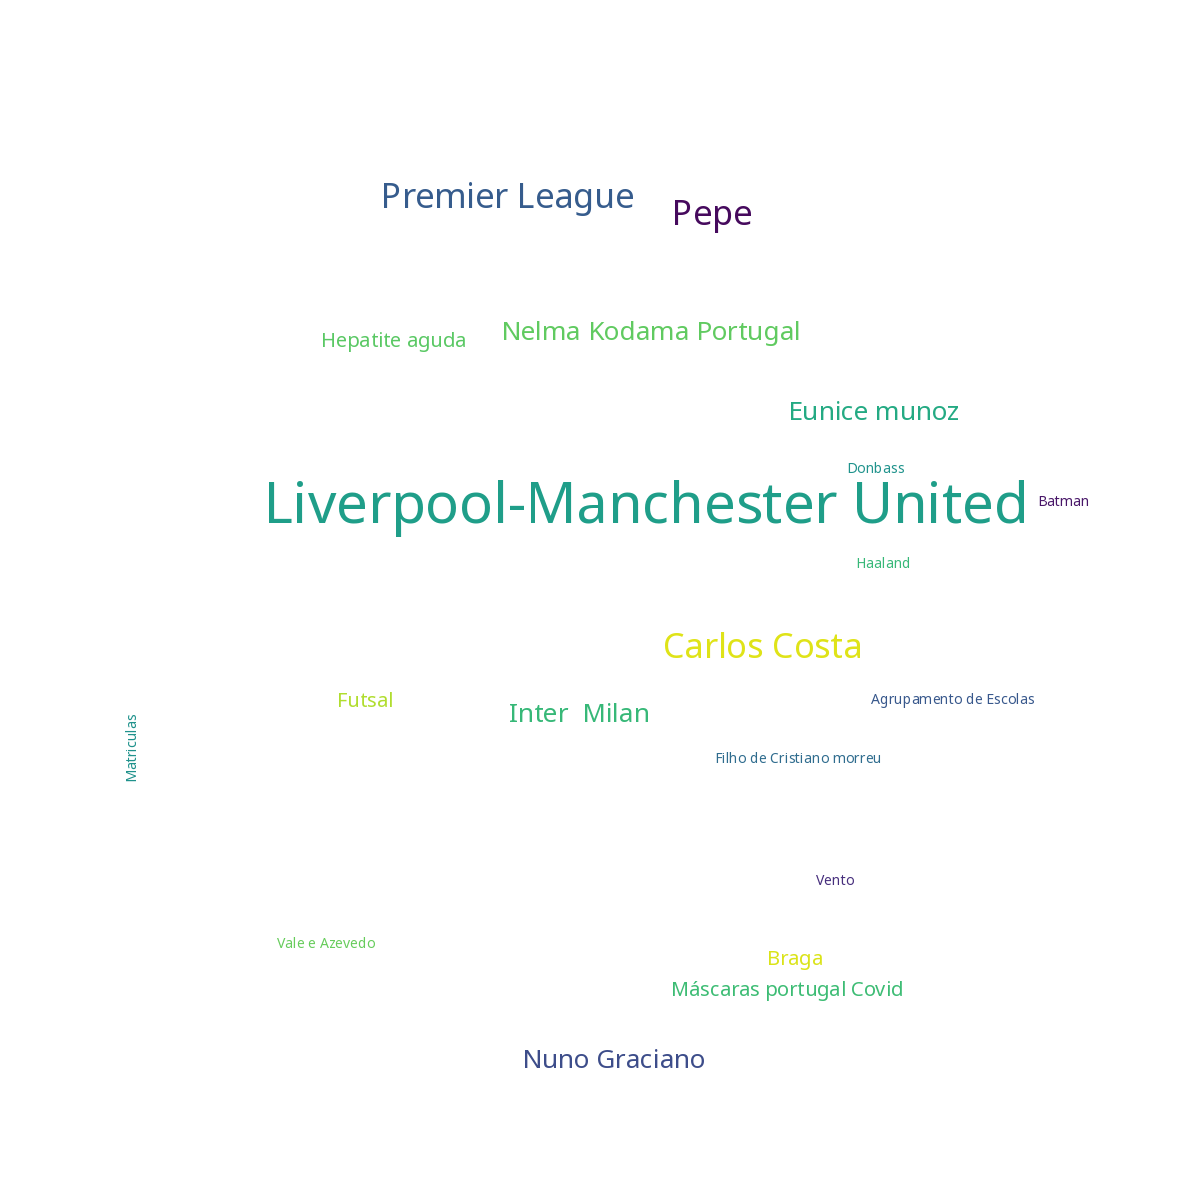 Premier League
Pepe
Hepatite aguda
Nelma Kodama Portugal
Eunice munoz
Donbass
Liverpool-Manchester United
Batman
Haaland
Carlos Costa
Futsal
Inter  Milan
Agrupamento de Escolas
Matriculas
Filho de Cristiano morreu
Vento
Vale e Azevedo
Braga
Máscaras portugal Covid
Nuno Graciano